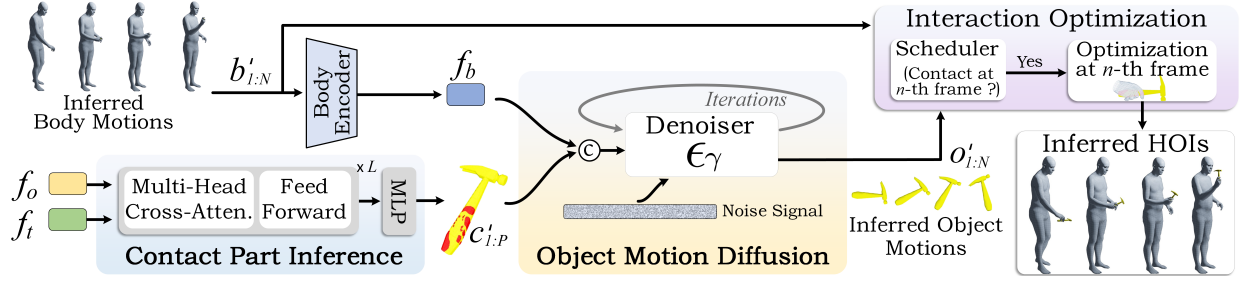 Inferred
Body Motions
b'1:N
Body
Encoder
fb
fo
ft
Multi-Head
Cross-Atten.
Feed
Forward
x L
MLP
Contact Part Inference
c'1:P
C
Iterations
Denoiser
ϵγ
Noise Signal
Object Motion Diffusion
o'1:N
Inferred Object
Motions
Interaction Optimization
Scheduler
(Contact at
n-th frame ?)
Yes
Optimization
at n-th frame
Inferred HOIs